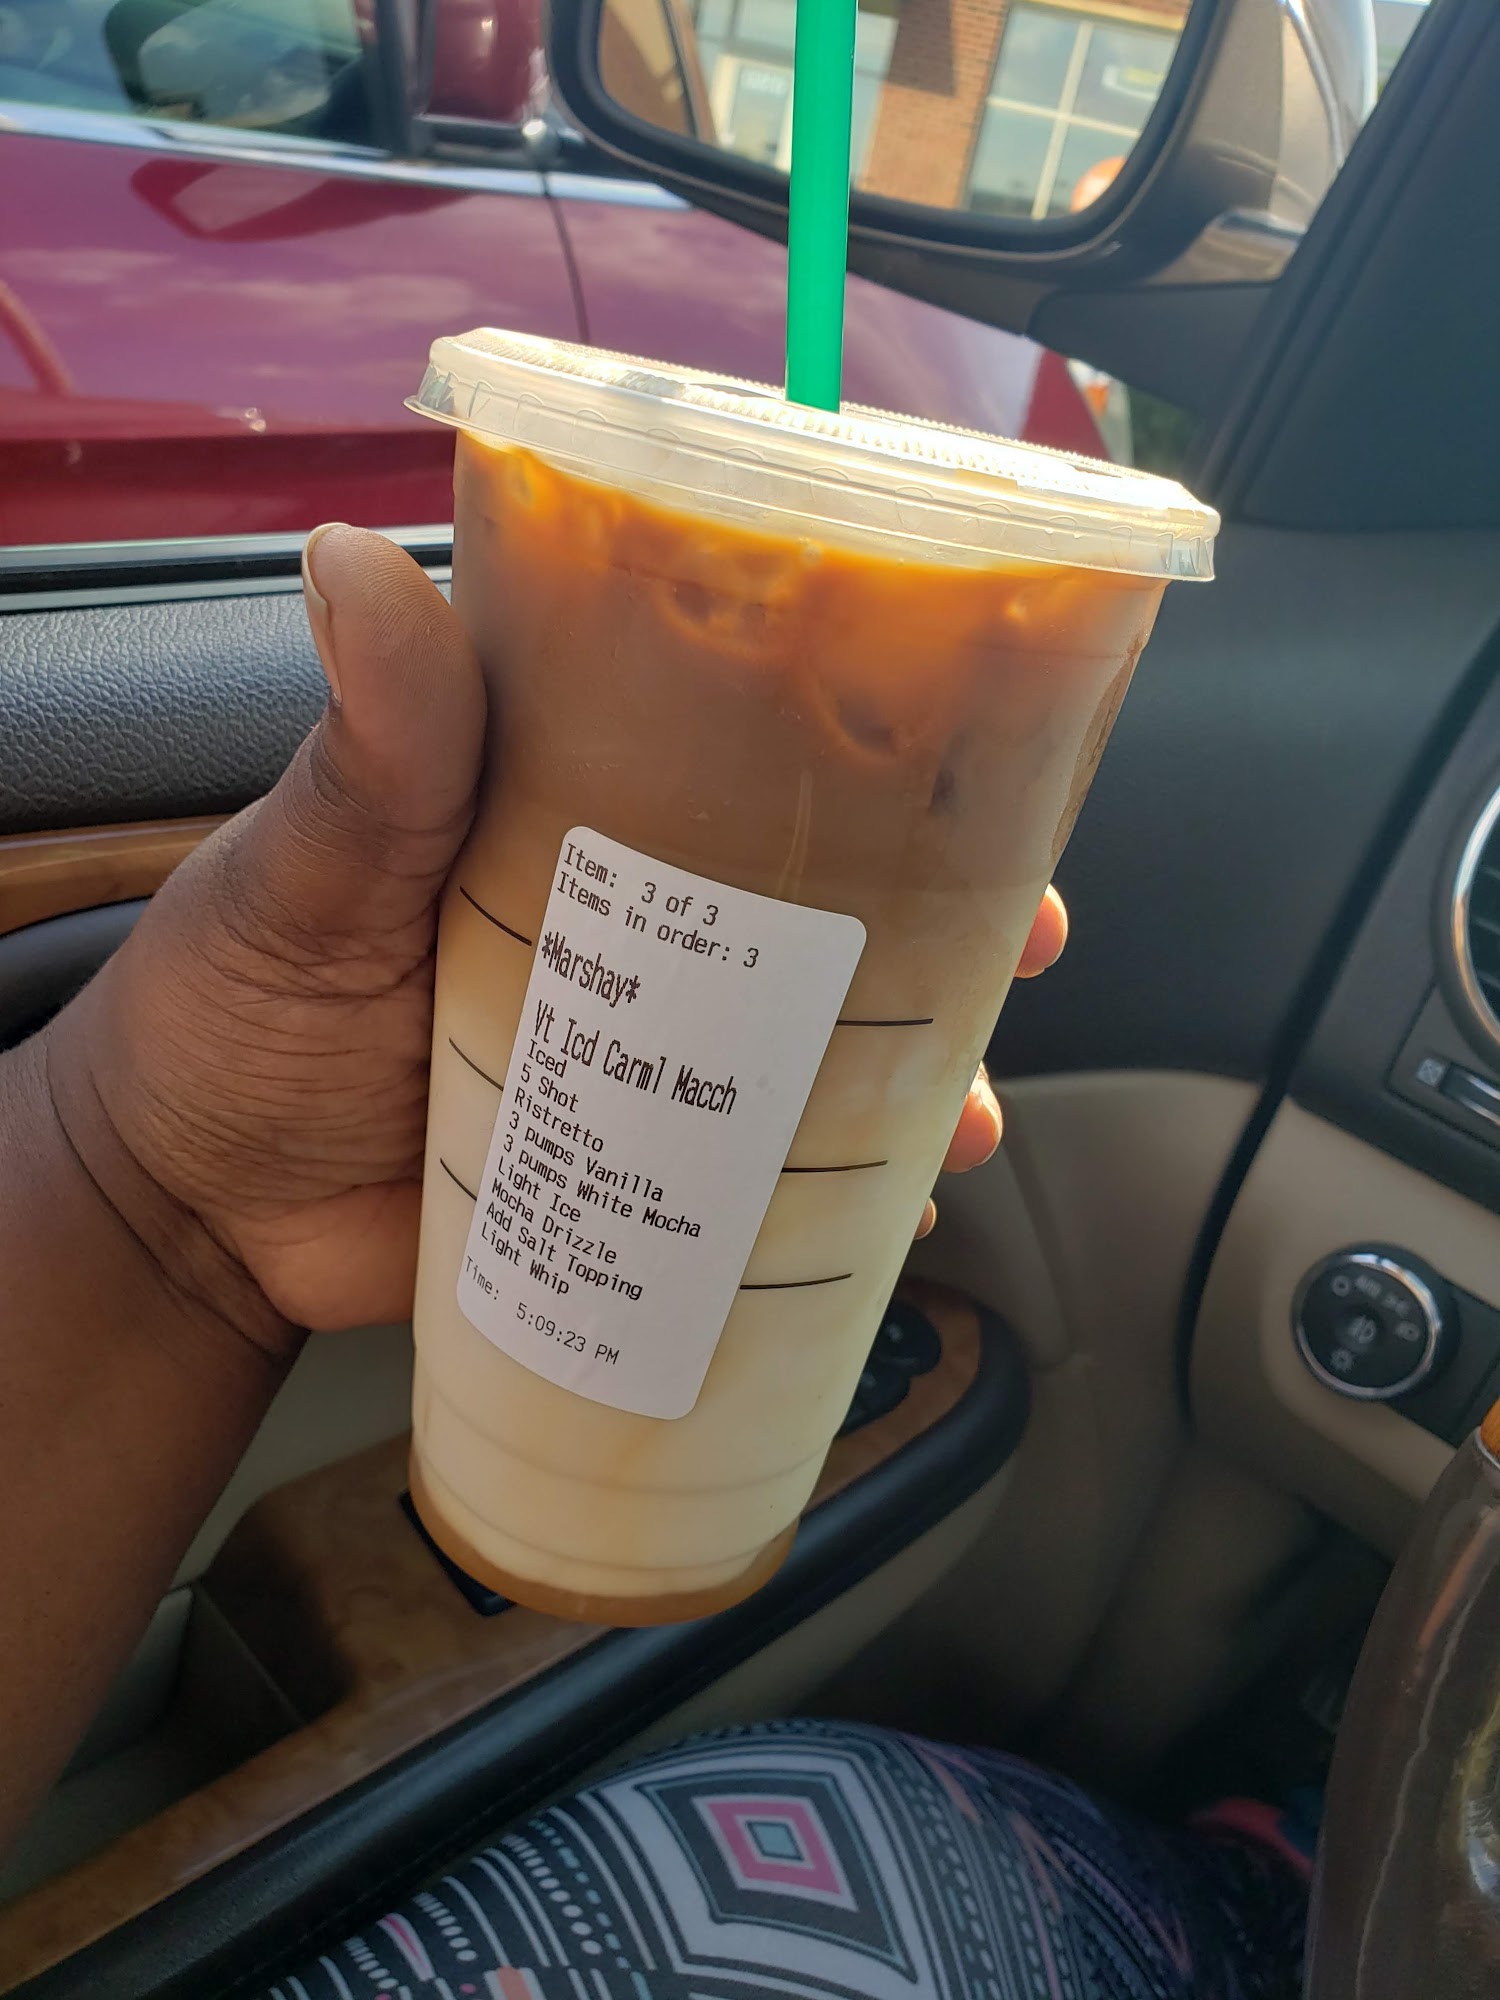 Item: 3 of 3
Items in order: 3
*Marshay*
Vt Icd Carml Macch
Iced
5 Shot
Ristretto
3 pumps Vanilla
3 pumps White Mocha
Light Ice
Mocha Drizzle
Add Salt Topping
Light Whip
Time: 5:09:23 PM